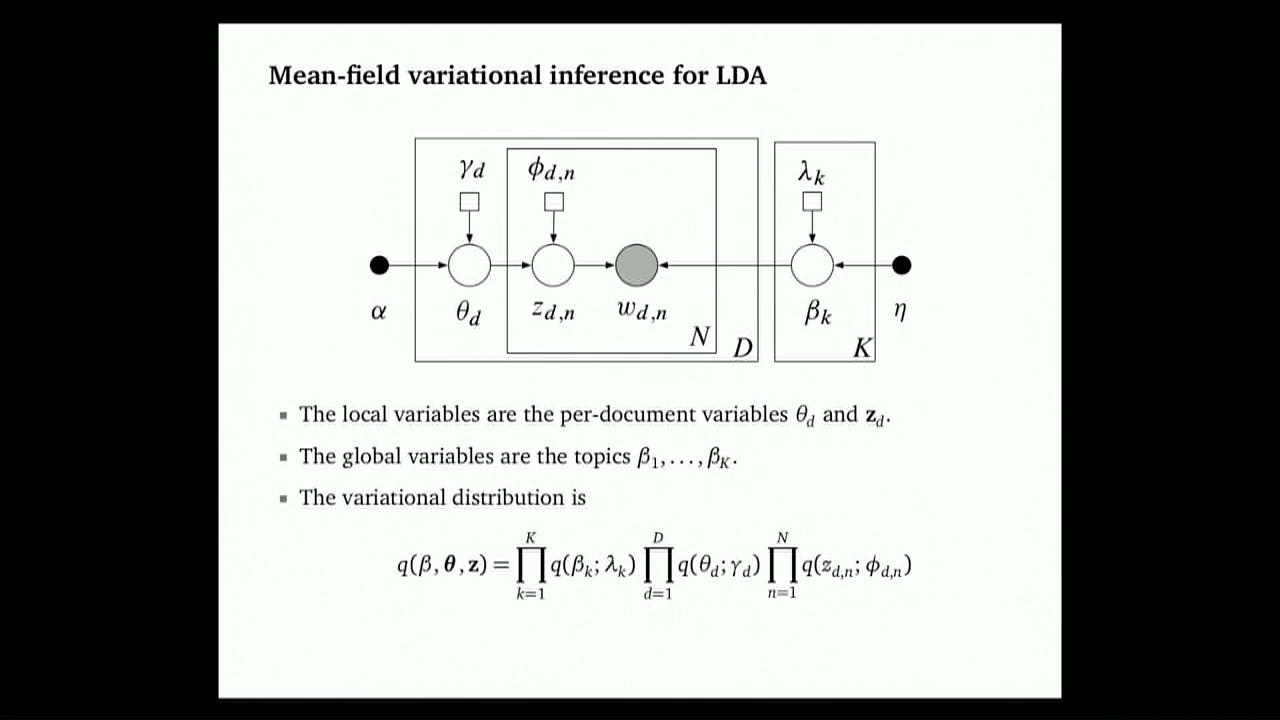 Mean-field variational inference for LDA
γd ϕd,n λk
α θd zd,n wd,n βk η
N D K
▪ The local variables are the per-document variables θd and zd.
▪ The global variables are the topics β1, . . . , βK.
▪ The variational distribution is
q(β, θ, z) = ∏_{k=1}^{K} q(βk; λk) ∏_{d=1}^{D} q(θd; γd) ∏_{n=1}^{N} q(zd,n; ϕd,n)